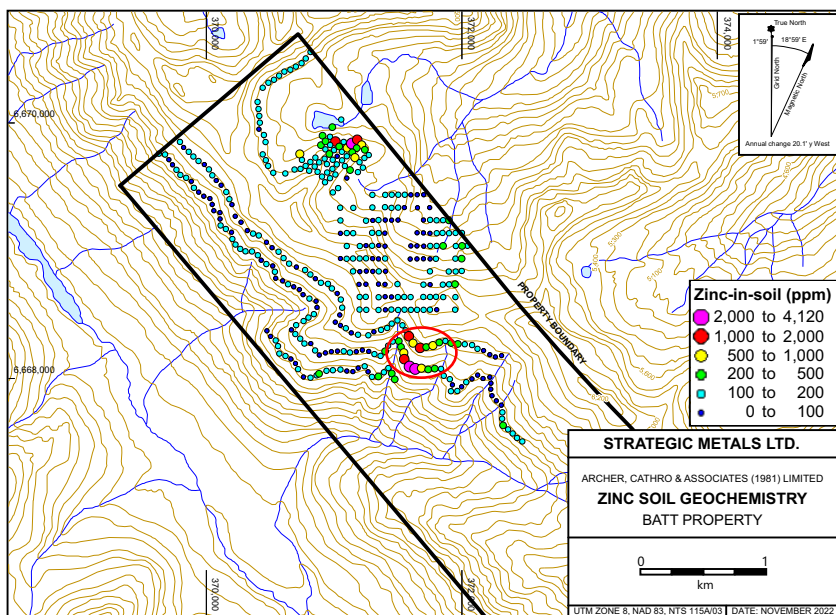 370,000
372,000
374,000
True North
1°59'
18°59' E
Grid North
Magnetic North
Annual change 20.1' y West
6,670,000
6,668,000
5,700
PROPERTY BOUNDARY
Zinc-in-soil (ppm)
2,000 to 4,120
1,000 to 2,000
500 to 1,000
200 to 500
100 to 200
0 to 100
STRATEGIC METALS LTD.
ARCHER, CATHRO & ASSOCIATES (1981) LIMITED
ZINC SOIL GEOCHEMISTRY
BATT PROPERTY
0 1
km
UTM ZONE 8, NAD 83, NTS 115A/03 DATE: NOVEMBER 2022
370,000
372,000